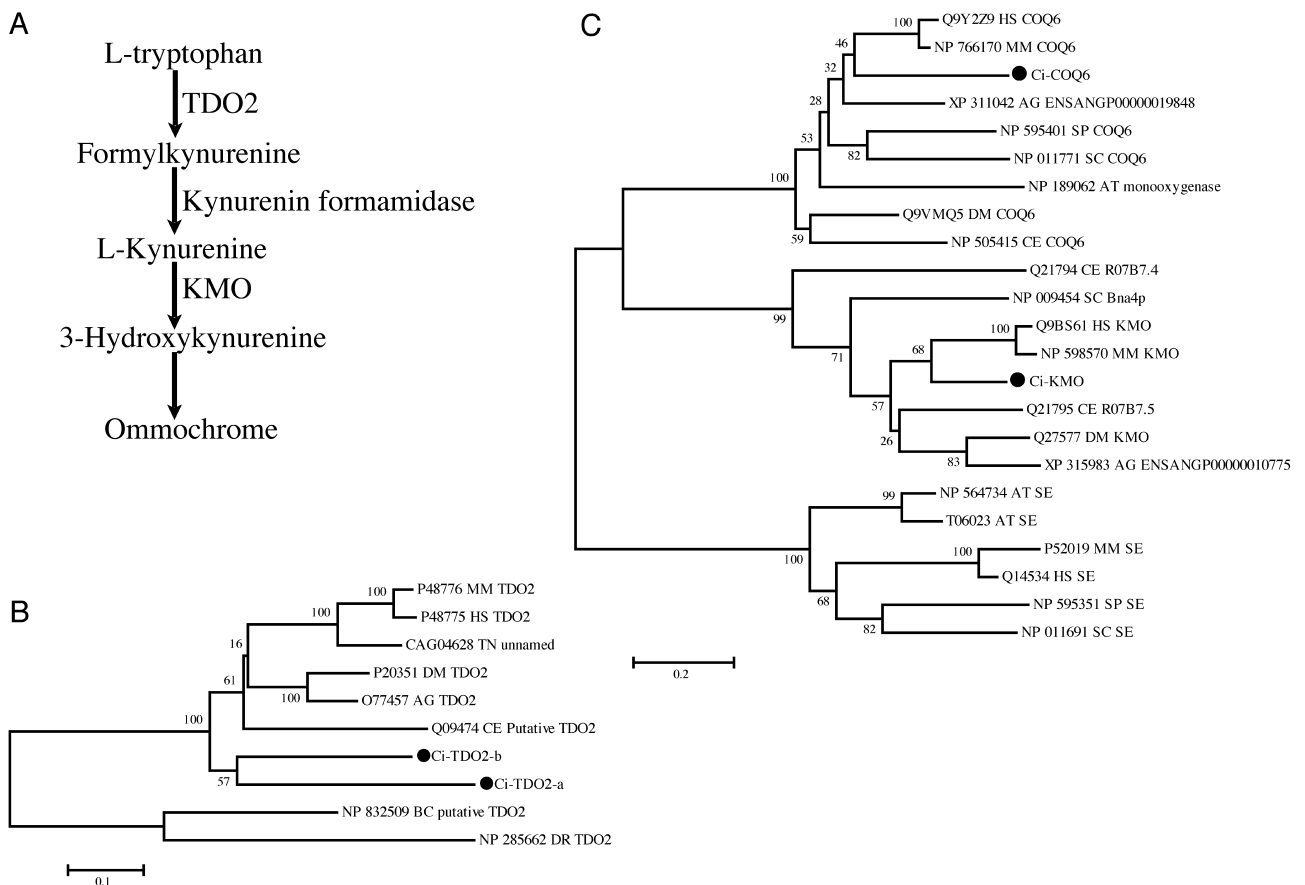 A
L-tryptophan
TDO2
Formylkynurenine
Kynurenin formamidase
L-Kynurenine
KMO
3-Hydroxykynurenine
Ommochrome
B
P48776 MM TDO2
100
P48775 HS TDO2
100
CAG04628 TN unnamed
16
P20351 DM TDO2
61
100
O77457 AG TDO2
100
Q09474 CE Putative TDO2
Ci-TDO2-b
57
Ci-TDO2-a
NP 832509 BC putative TDO2
NP 285662 DR TDO2
0.1
C
Q9Y2Z9 HS COQ6
100
46
NP 766170 MM COQ6
32
Ci-COQ6
28
XP 311042 AG ENSANGP00000019848
NP 595401 SP COQ6
53
82
NP 011771 SC COQ6
100
NP 189062 AT monooxygenase
Q9VMQ5 DM COQ6
59
NP 505415 CE COQ6
Q21794 CE R07B7.4
NP 009454 SC Bna4p
99
Q9BS61 HS KMO
100
68
NP 598570 MM KMO
71
Ci-KMO
57
Q21795 CE R07B7.5
26
Q27577 DM KMO
83
XP 315983 AG ENSANGP00000010775
NP 564734 AT SE
99
T06023 AT SE
100
P52019 MM SE
100
Q14534 HS SE
68
NP 595351 SP SE
82
NP 011691 SC SE
0.2